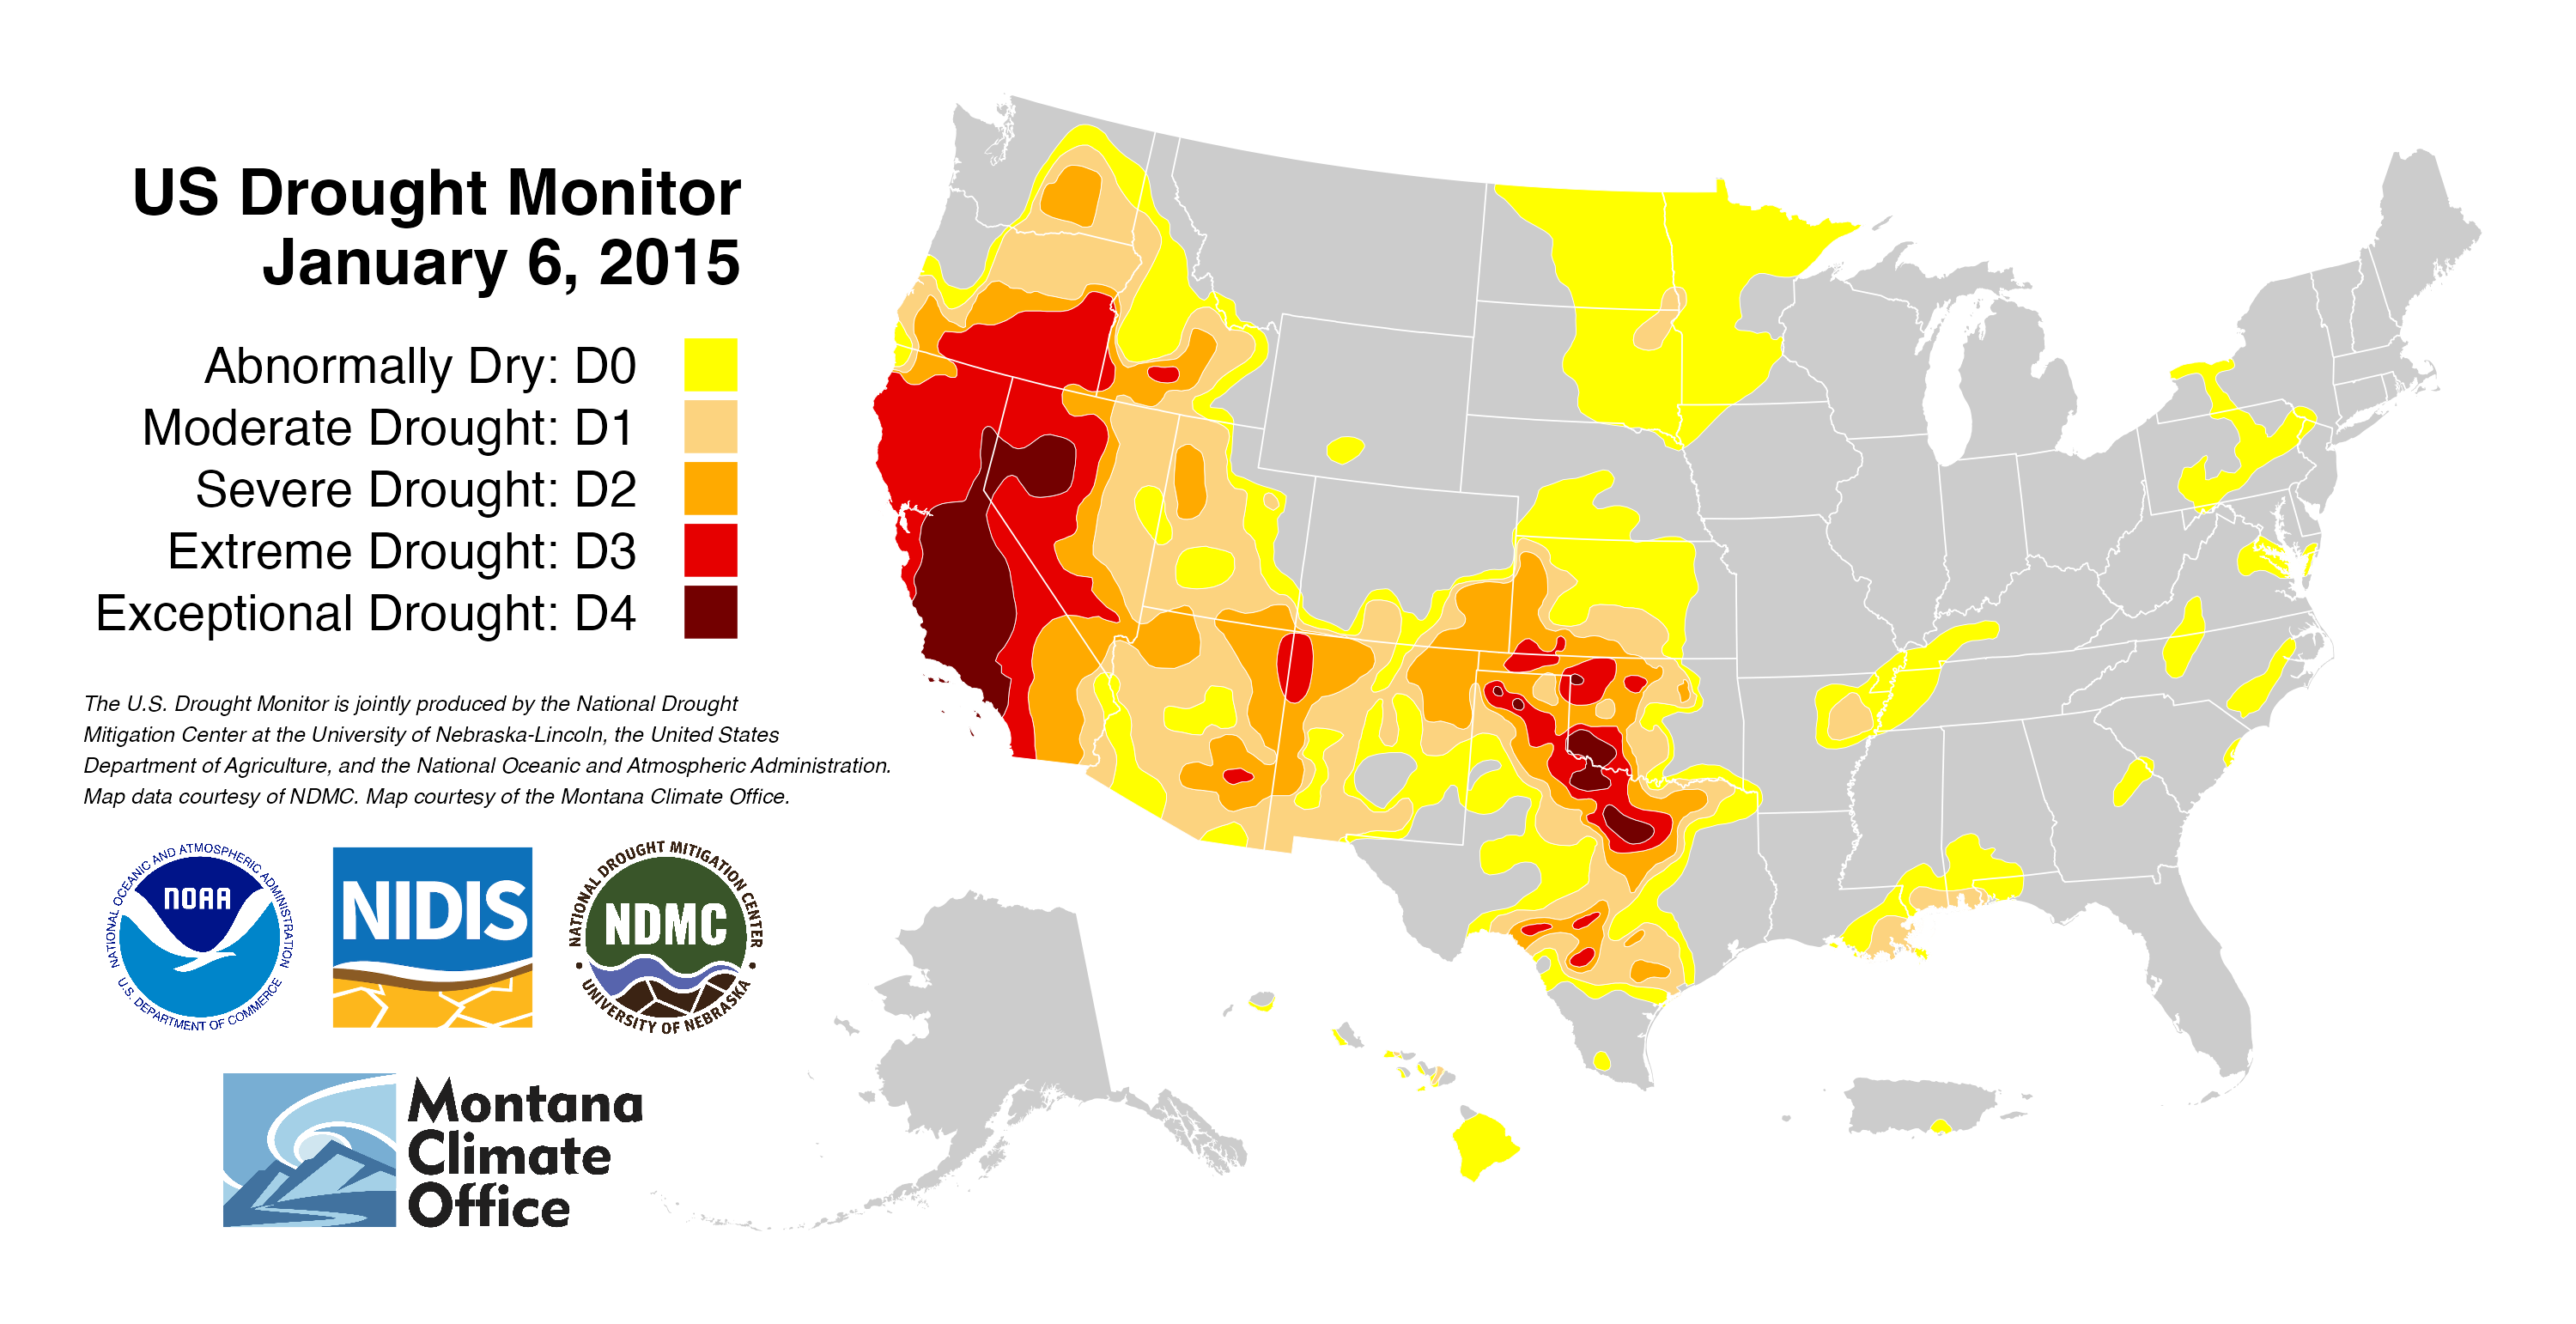 US Drought Monitor
January 6, 2015
Abnormally Dry: D0
Moderate Drought: D1
Severe Drought: D2
Extreme Drought: D3
Exceptional Drought: D4
The U.S. Drought Monitor is jointly produced by the National Drought
Mitigation Center at the University of Nebraska-Lincoln, the United States
Department of Agriculture, and the National Oceanic and Atmospheric Administration.
Map data courtesy of NDMC. Map courtesy of the Montana Climate Office.
NATIONAL OCEANIC AND ATMOSPHERIC ADMINISTRATION
NOAA
U.S. DEPARTMENT OF COMMERCE
NIDIS
NATIONAL DROUGHT MITIGATION CENTER
NDMC
UNIVERSITY OF NEBRASKA
Montana
Climate
Office